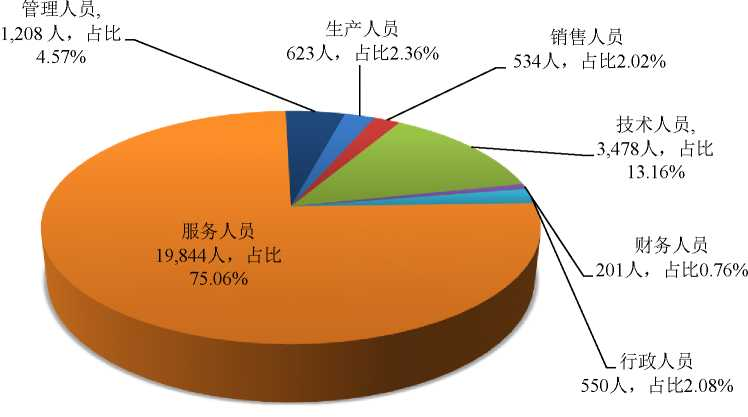 管理人员,
1,208 人，占比
4.57%
生产人员
623人，占比2.36%
销售人员
534人，占比2.02%
技术人员,
3,478人，占比
13.16%
服务人员
19,844人，占比
75.06%
财务人员
201人，占比0.76%
行政人员
550人，占比2.08%